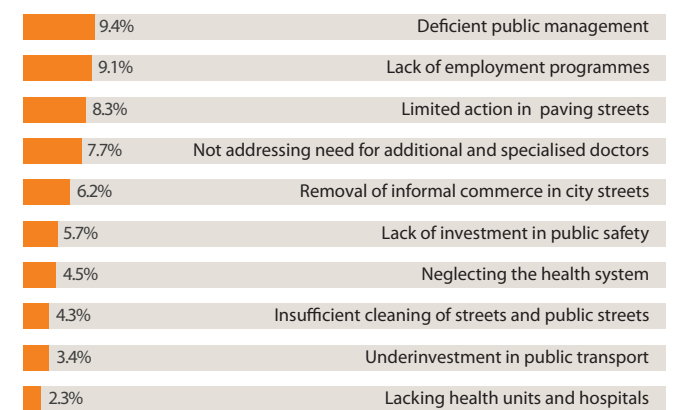 9.4% Deficient public management
9.1% Lack of employment programmes
8.3% Limited action in paving streets
7.7% Not addressing need for additional and specialised doctors
6.2% Removal of informal commerce in city streets
5.7% Lack of investment in public safety
4.5% Neglecting the health system
4.3% Insufficient cleaning of streets and public streets
3.4% Underinvestment in public transport
2.3% Lacking health units and hospitals